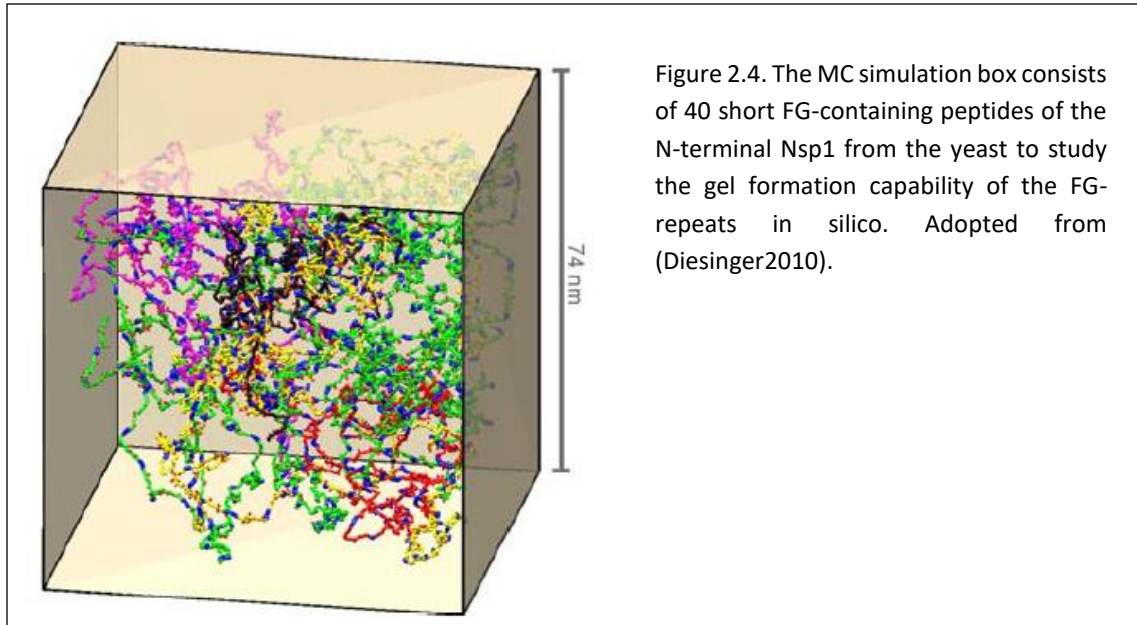 Figure 2.4. The MC simulation box consists
of 40 short FG-containing peptides of the
N-terminal Nsp1 from the yeast to study
the gel formation capability of the FG-
repeats in silico. Adopted from
(Diesinger2010).
74 nm